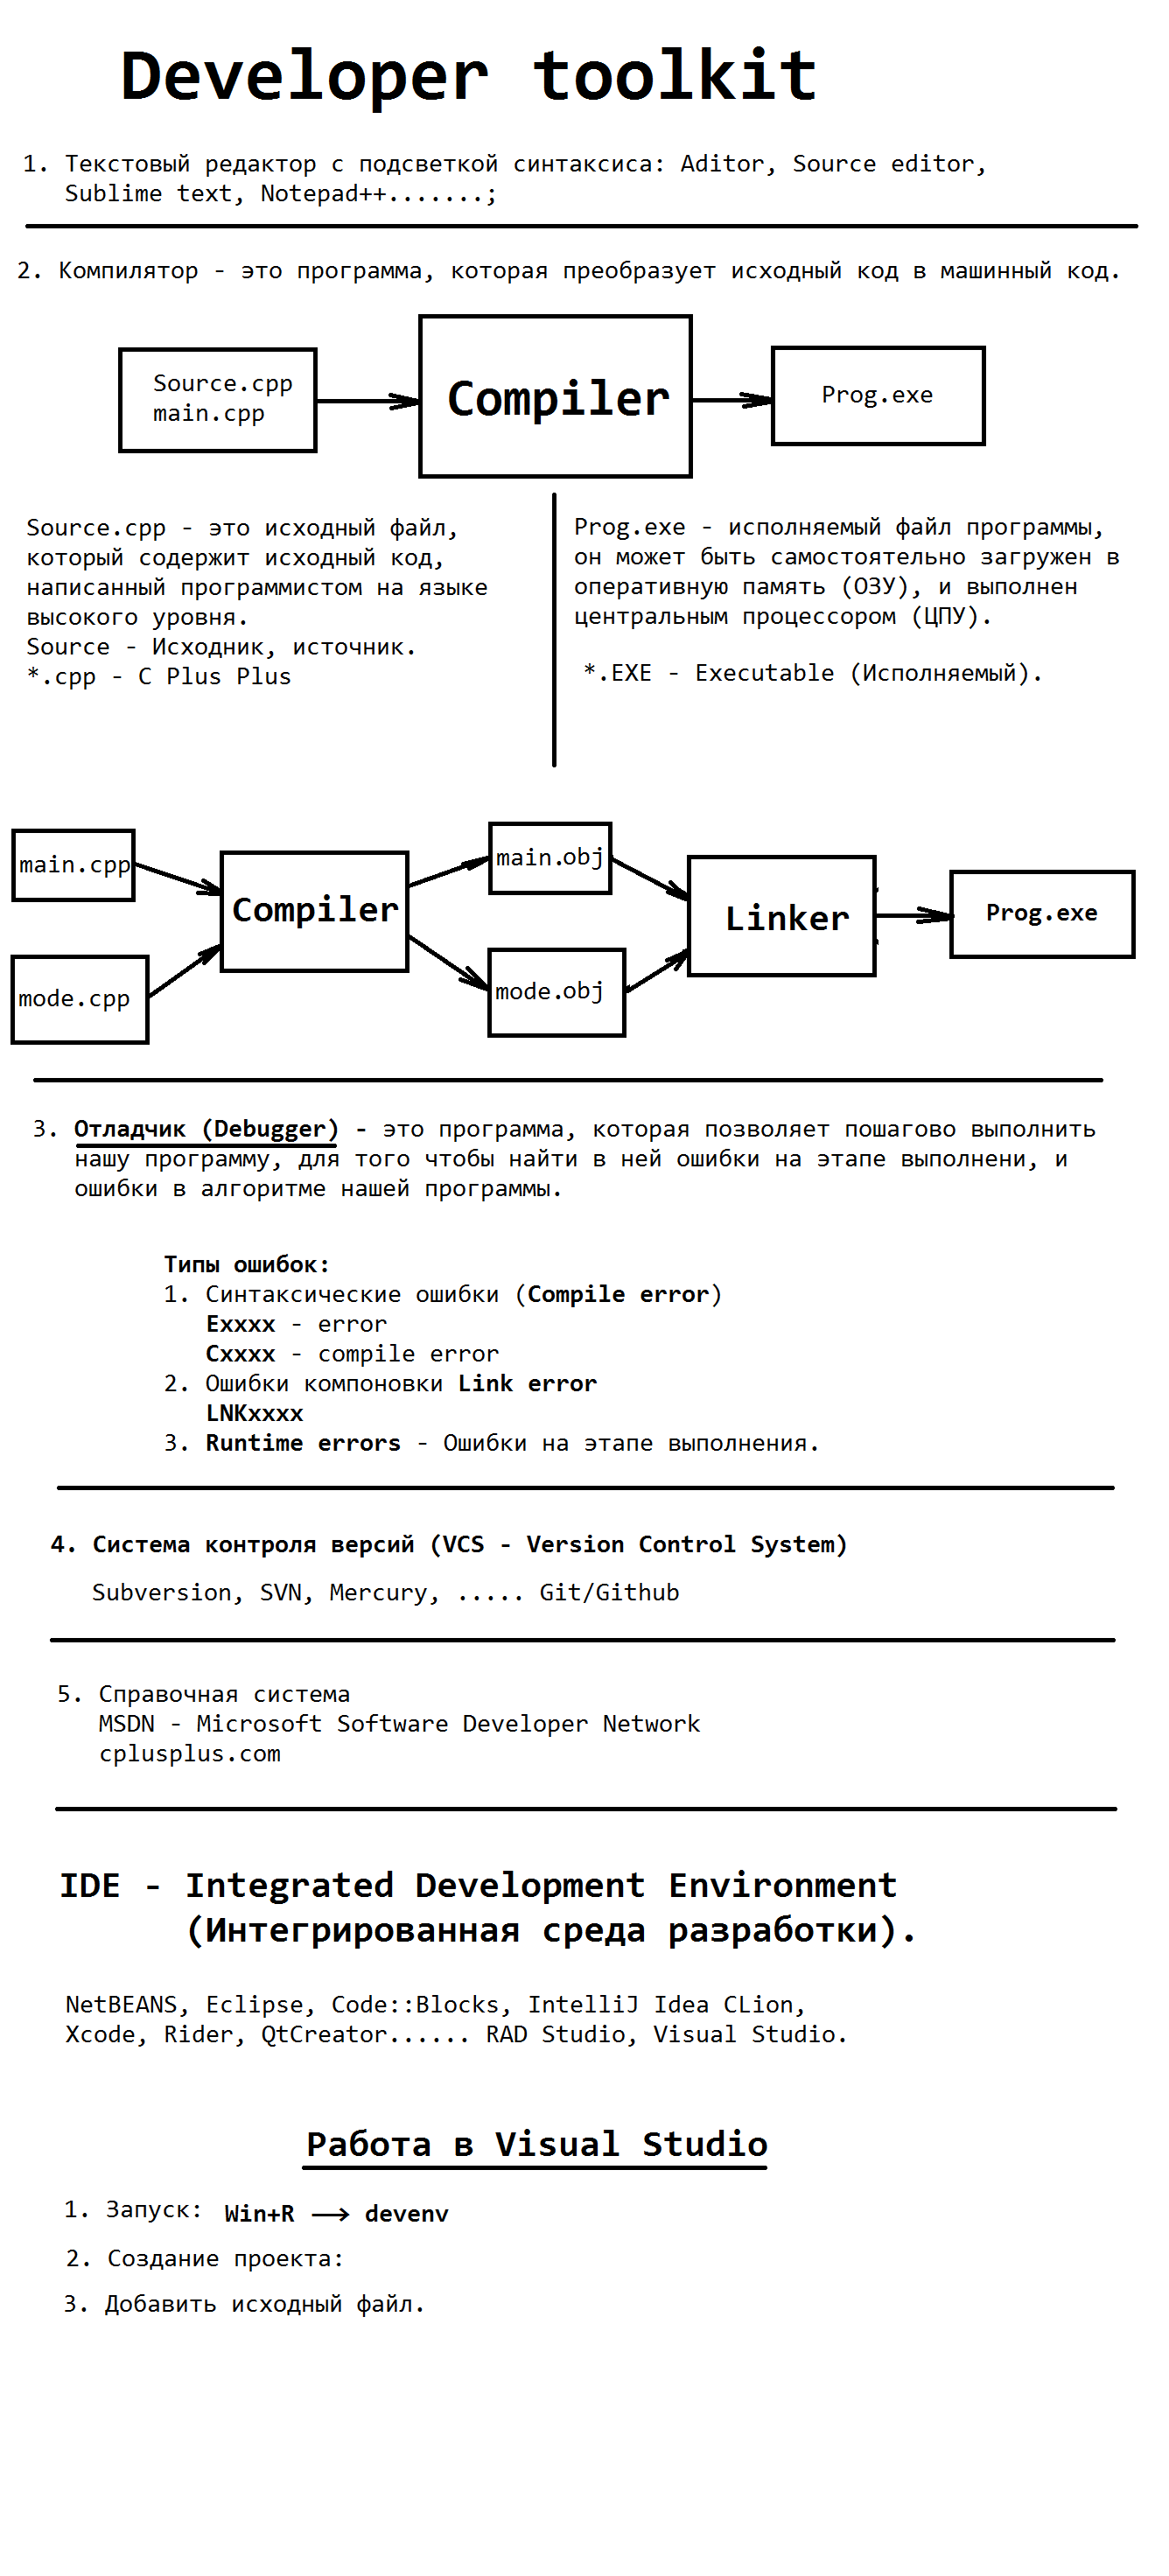 Developer toolkit
1. Текстовый редактор с подсветкой синтаксиса: Aditor, Source editor,
Sublime text, Notepad++.......;
2. Компилятор - это программа, которая преобразует исходный код в машинный код.
Source.cpp
main.cpp
Compiler
Prog.exe
Source.cpp - это исходный файл,
который содержит исходный код,
написанный программистом на языке
высокого уровня.
Source - Исходник, источник.
*.cpp - C Plus Plus
Prog.exe - исполняемый файл программы,
он может быть самостоятельно загружен в
оперативную память (ОЗУ), и выполнен
центральным процессором (ЦПУ).
*.EXE - Executable (Исполняемый).
main.cpp
mode.cpp
Compiler
main.obj
mode.obj
Linker
Prog.exe
3. Отладчик (Debugger) - это программа, которая позволяет пошагово выполнить
нашу программу, для того чтобы найти в ней ошибки на этапе выполнени, и
ошибки в алгоритме нашей программы.
Типы ошибок:
1. Синтаксические ошибки (Compile error)
Exxxx - error
Cxxxx - compile error
2. Ошибки компоновки Link error
LNKxxxx
3. Runtime errors - Ошибки на этапе выполнения.
4. Система контроля версий (VCS - Version Control System)
Subversion, SVN, Mercury, ..... Git/Github
5. Справочная система
MSDN - Microsoft Software Developer Network
cplusplus.com
IDE - Integrated Development Environment
(Интегрированная среда разработки).
NetBEANS, Eclipse, Code::Blocks, IntelliJ Idea CLion,
Xcode, Rider, QtCreator...... RAD Studio, Visual Studio.
Работа в Visual Studio
1. Запуск: Win+R ⟶ devenv
2. Создание проекта:
3. Добавить исходный файл.